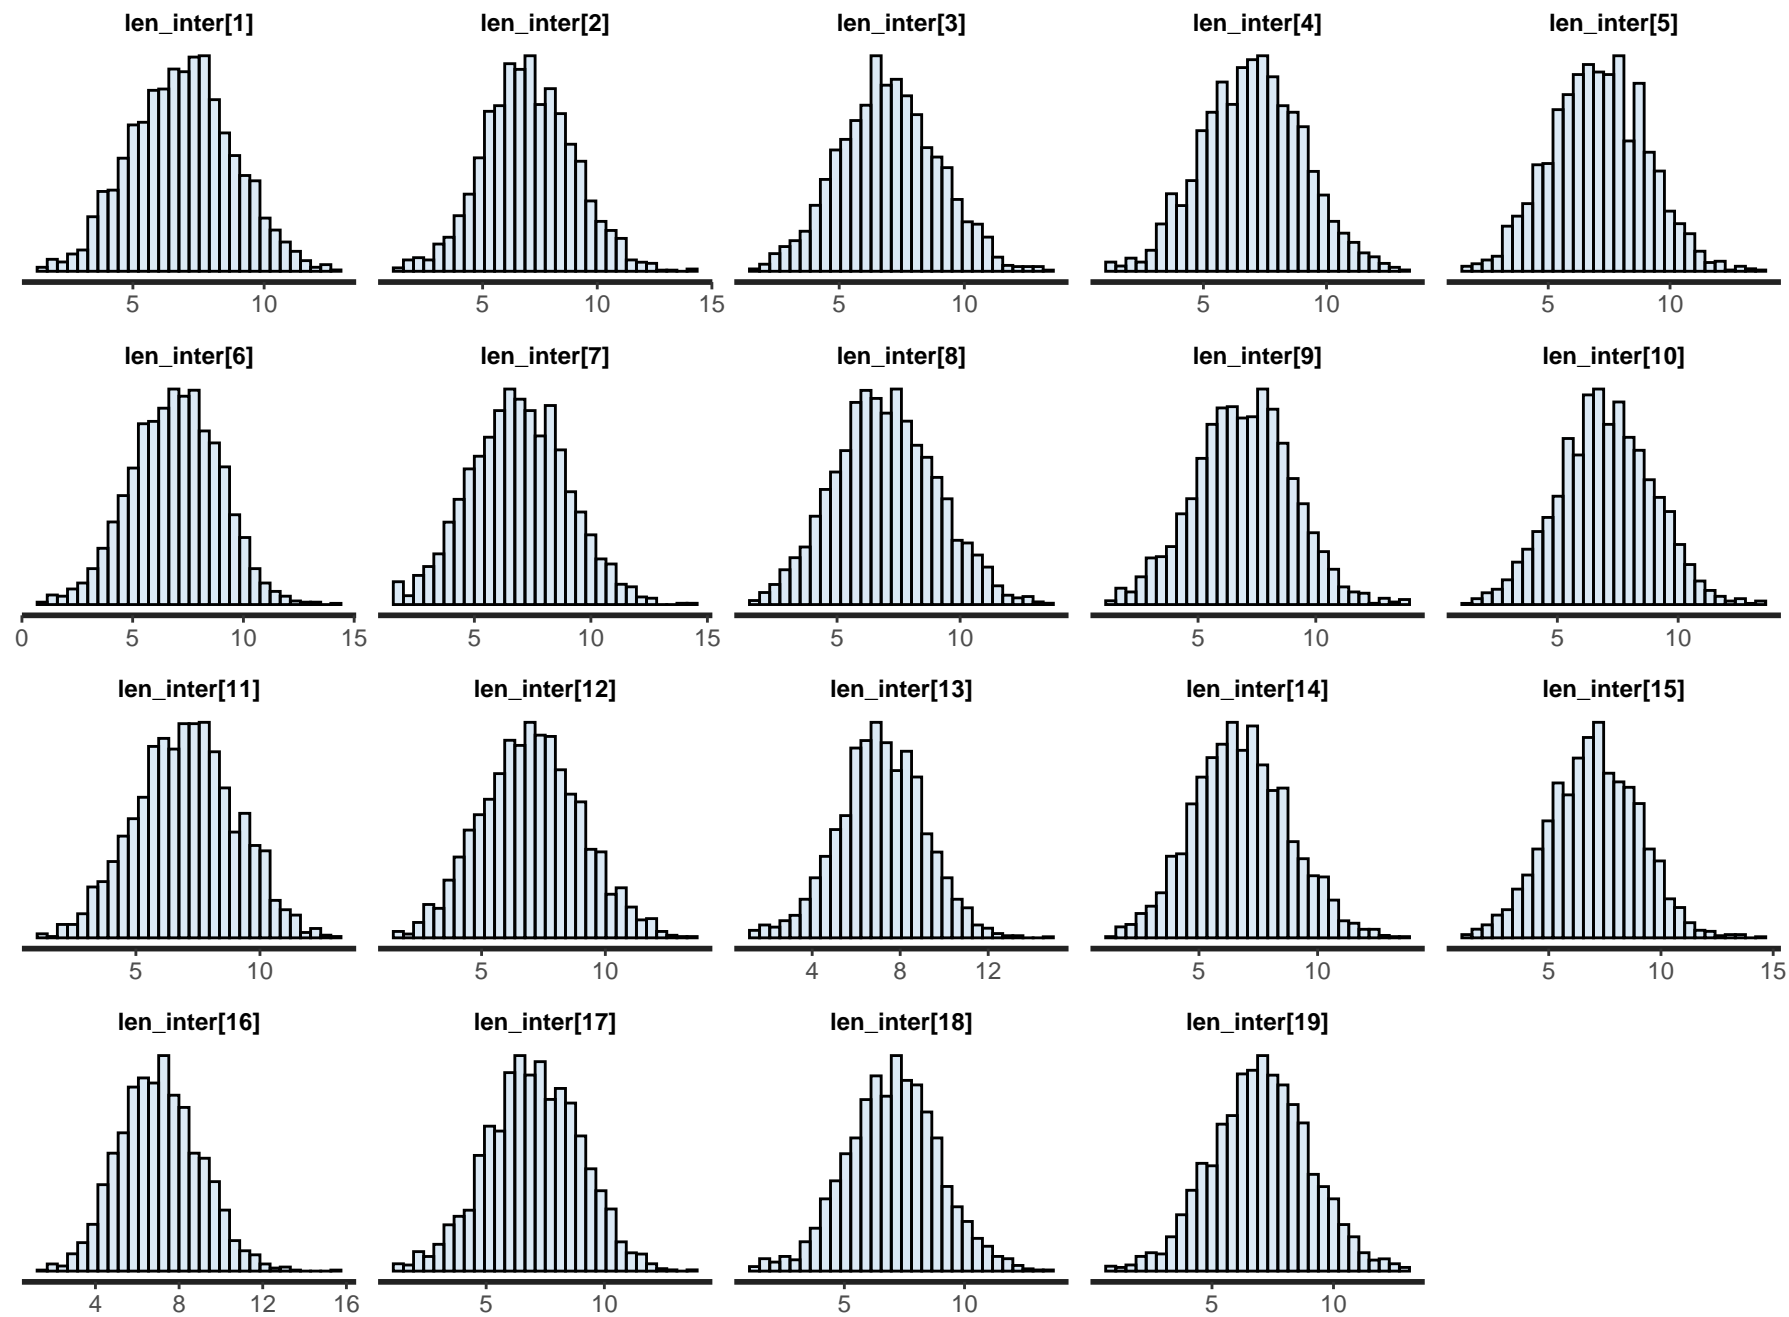 len_inter[1] len_inter[2] len_inter[3] len_inter[4] len_inter[5]
5 10 5 10 15 5 10 5 10 5 10
len_inter[6] len_inter[7] len_inter[8] len_inter[9] len_inter[10]
0 5 10 15 5 10 15 5 10 5 10 5 10
len_inter[11] len_inter[12] len_inter[13] len_inter[14] len_inter[15]
5 10 5 10 4 8 12 5 10 5 10 15
len_inter[16] len_inter[17] len_inter[18] len_inter[19]
4 8 12 16 5 10 5 10 5 10